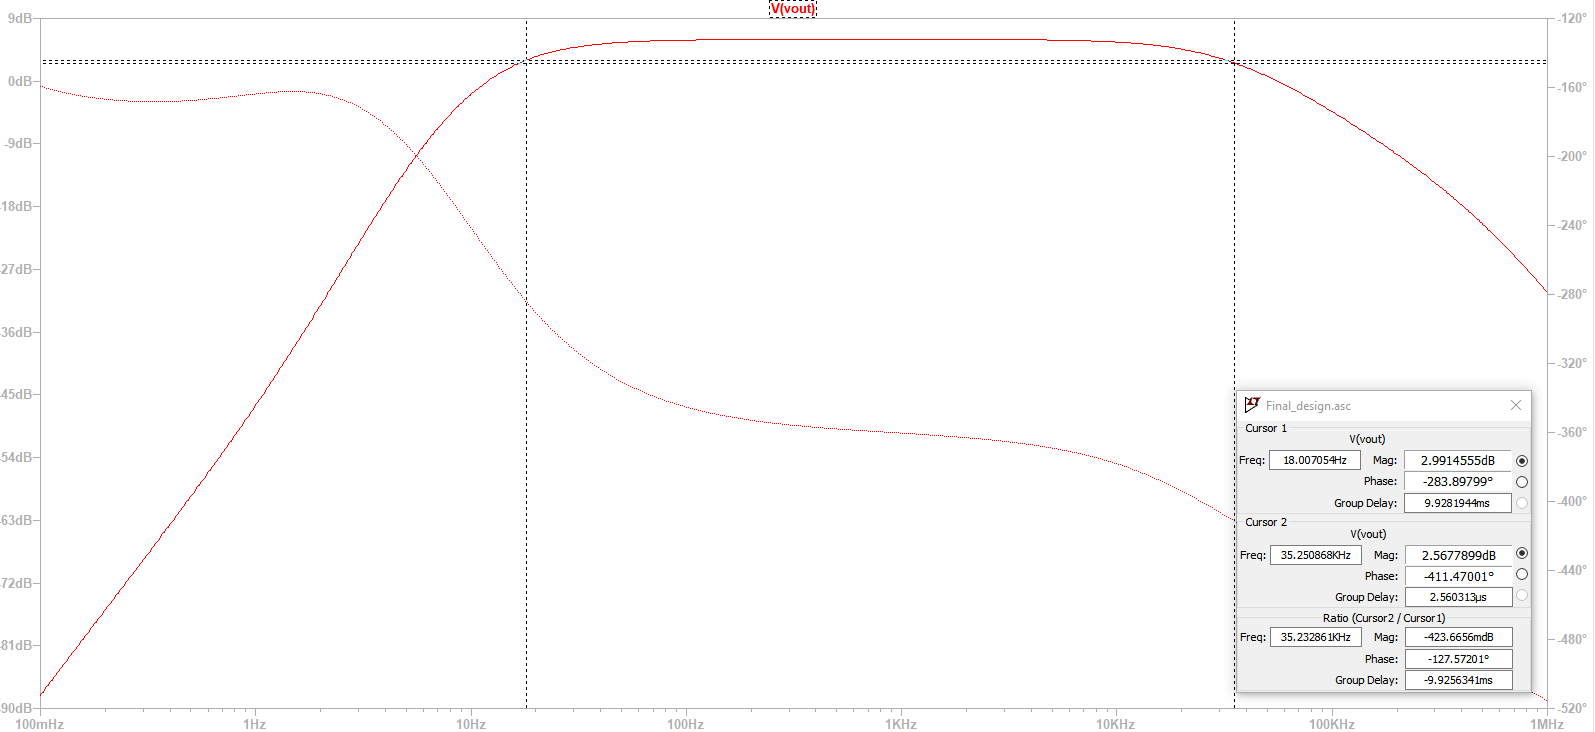 V(vout)
9dB
0dB
-9dB
18dB
27dB
36dB
45dB
54dB
63dB
72dB
81dB
90dB
-120°
-160°
-200°
-240°
-280°
-320°
-360°
-400°
-440°
-480°
-520°
100mHz 1Hz 10Hz 100Hz 1KHz 10KHz 100KHz 1MHz
Final_design.asc
Cursor 1
V(vout)
Freq: 18.007054Hz Mag: 2.9914555dB
Phase: -283.89799°
Group Delay: 9.9281944ms
Cursor 2
V(vout)
Freq: 35.250868KHz Mag: 2.5677899dB
Phase: -411.47001°
Group Delay: 2.560313µs
Ratio (Cursor2 / Cursor1)
Freq: 35.232861KHz Mag: -423.6656mdB
Phase: -127.57201°
Group Delay: -9.9256341ms